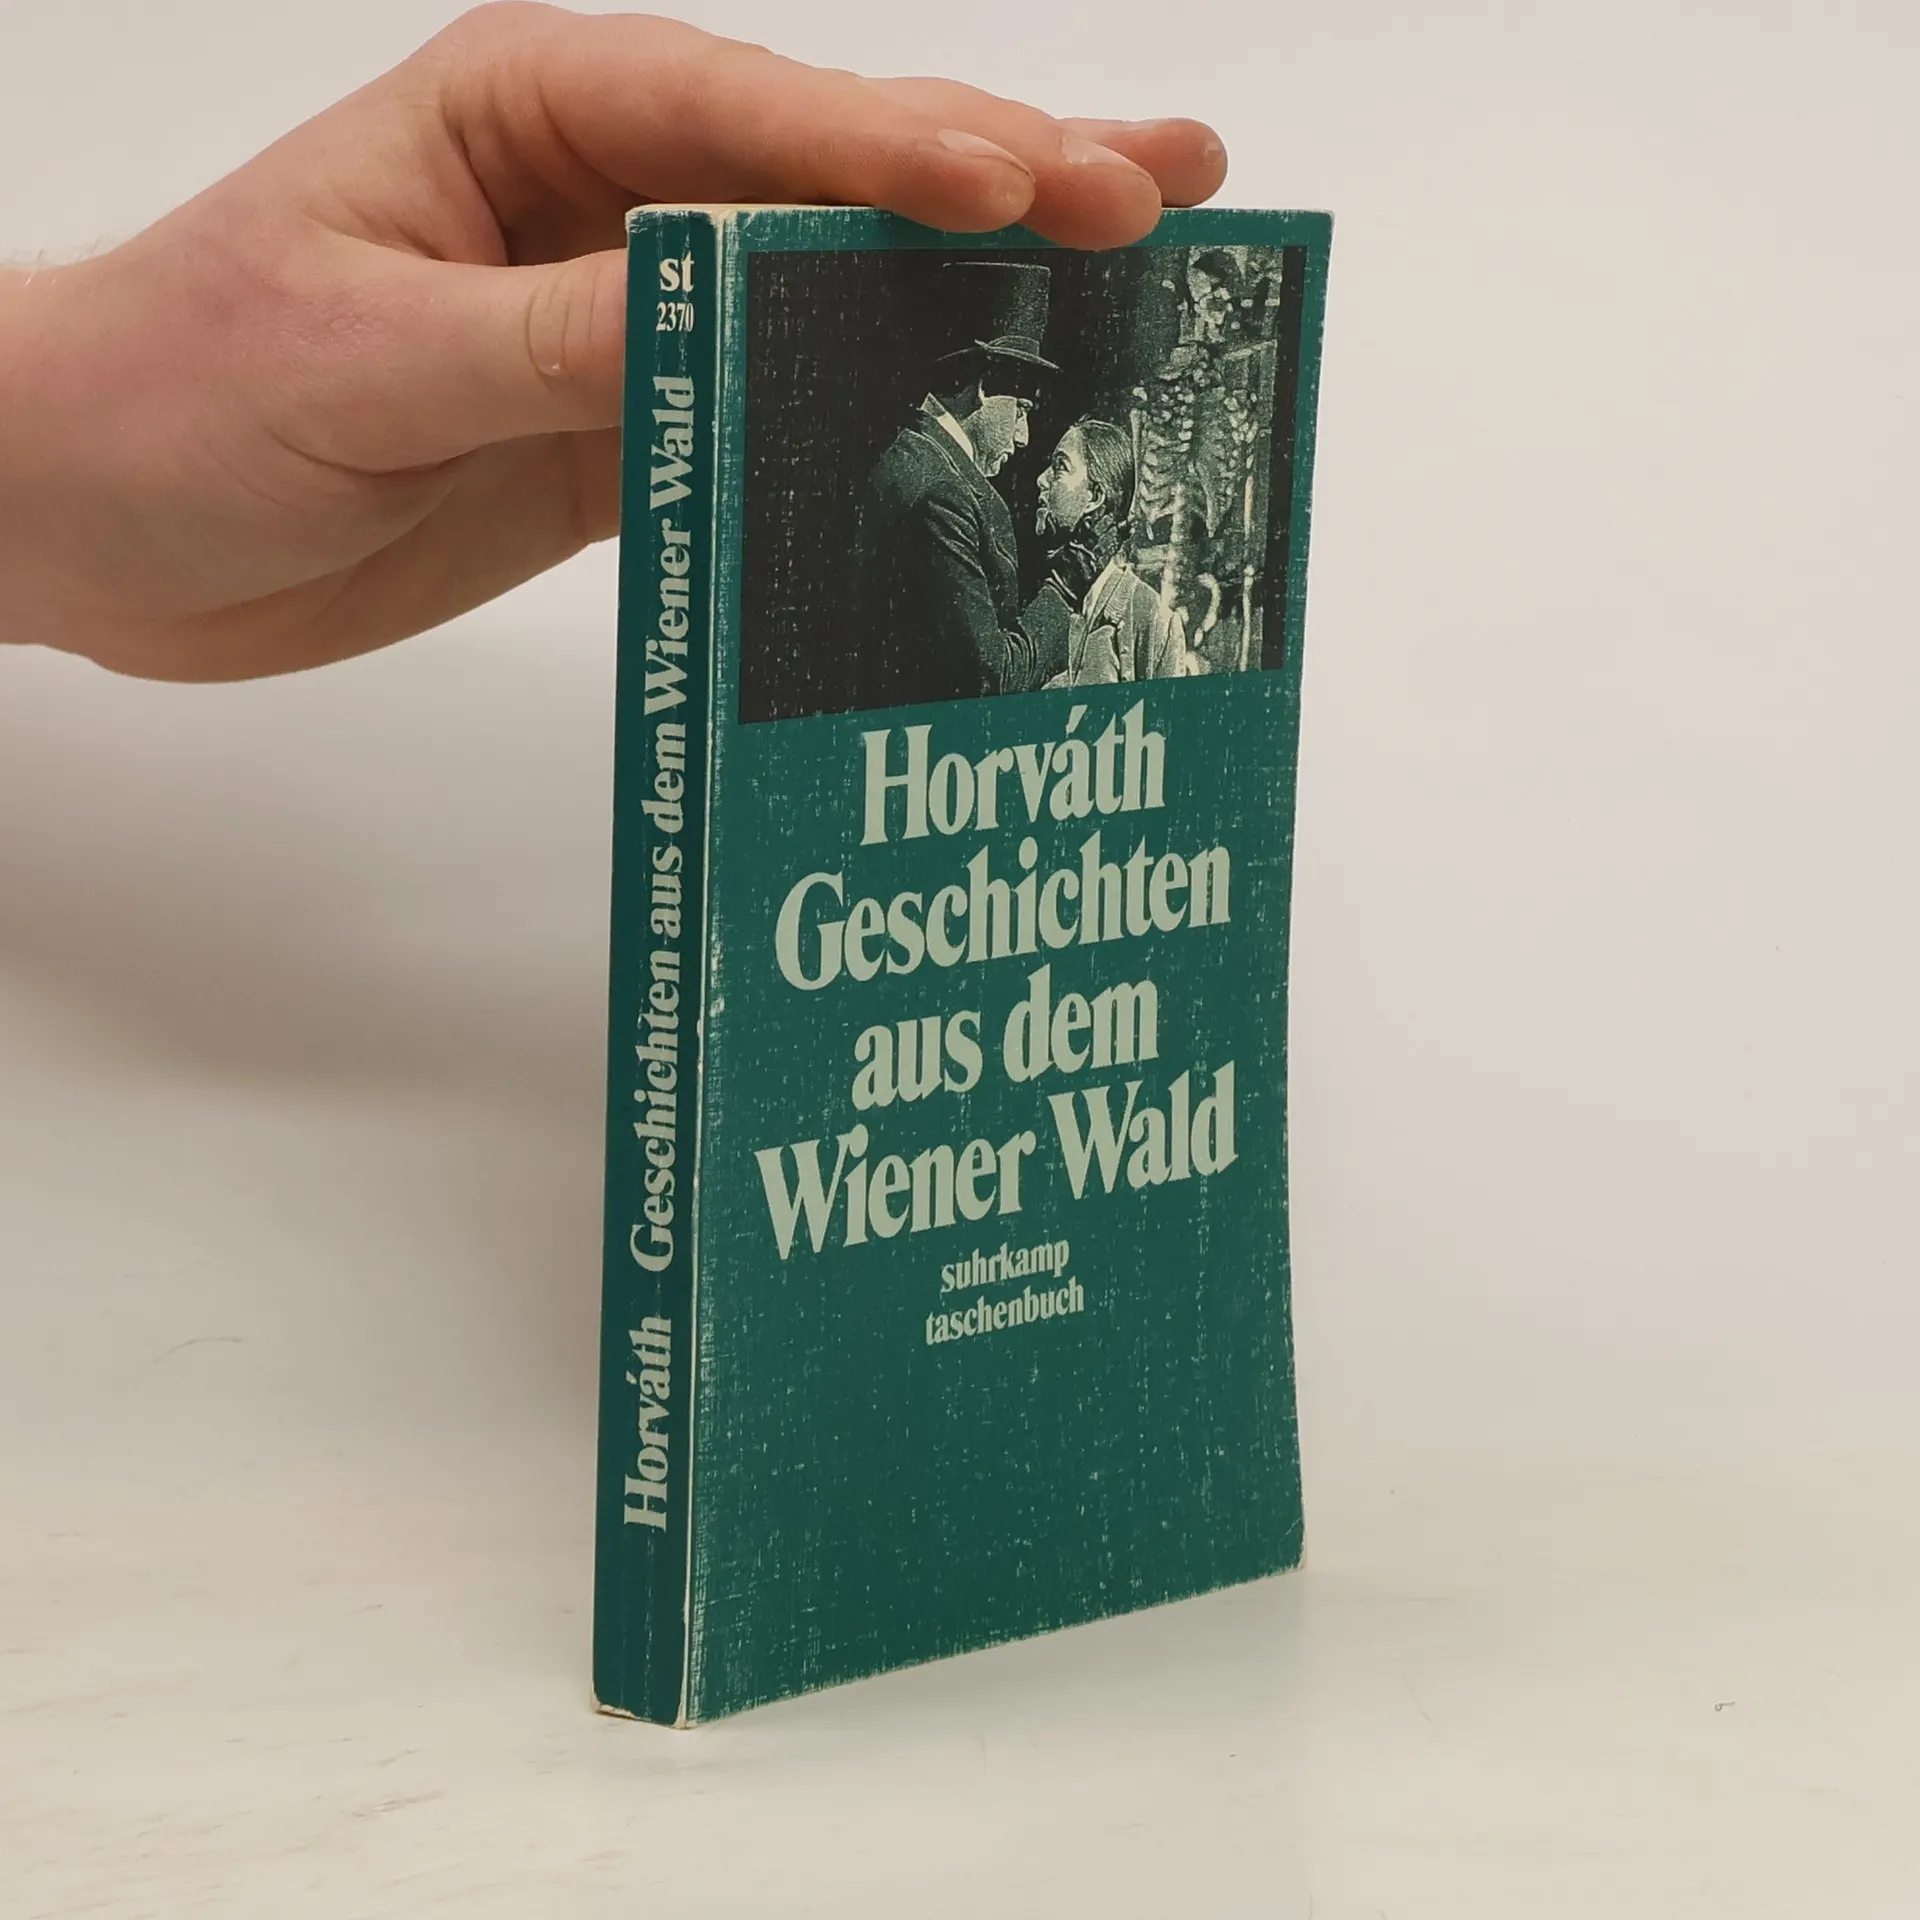 st
2370
Horváth Geschichten aus dem Wiener Wald
Horváth
Geschichten
aus dem
Wiener Wald
suhrkamp
taschenbuch